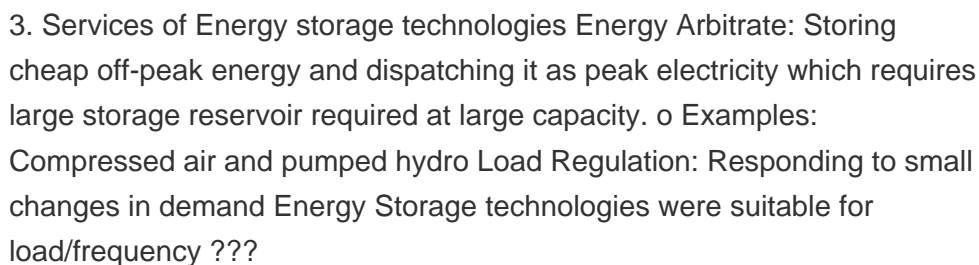 3. Services of Energy storage technologies Energy Arbitrate: Storing
cheap off-peak energy and dispatching it as peak electricity which requires
large storage reservoir required at large capacity. o Examples:
Compressed air and pumped hydro Load Regulation: Responding to small
changes in demand Energy Storage technologies were suitable for
load/frequency ???